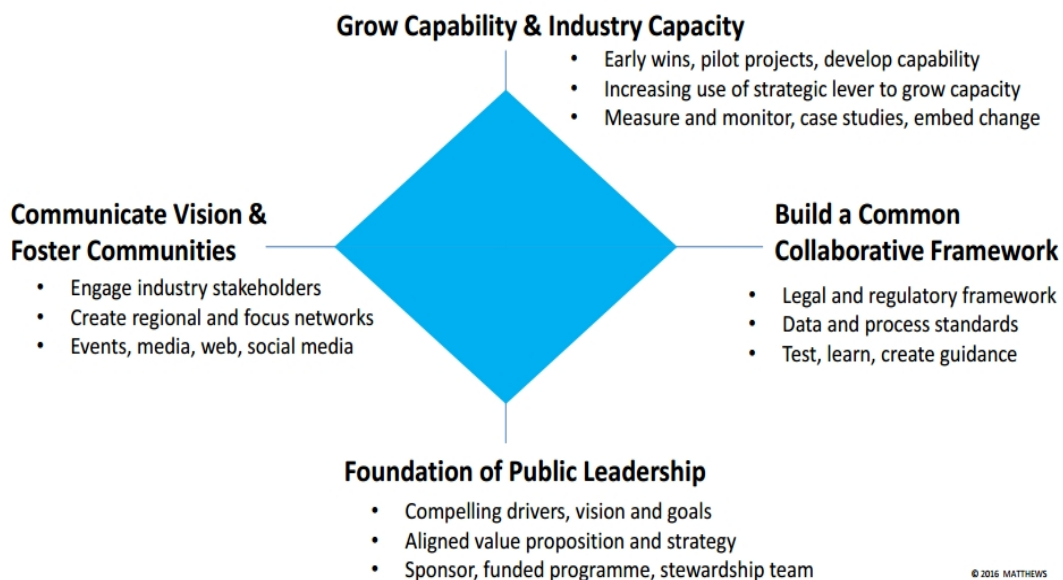 Grow Capability & Industry Capacity
• Early wins, pilot projects, develop capability
• Increasing use of strategic lever to grow capacity
• Measure and monitor, case studies, embed change
Communicate Vision &
Foster Communities
• Engage industry stakeholders
• Create regional and focus networks
• Events, media, web, social media
Build a Common
Collaborative Framework
• Legal and regulatory framework
• Data and process standards
• Test, learn, create guidance
Foundation of Public Leadership
• Compelling drivers, vision and goals
• Aligned value proposition and strategy
• Sponsor, funded programme, stewardship team
© 2016 MATTHEWS